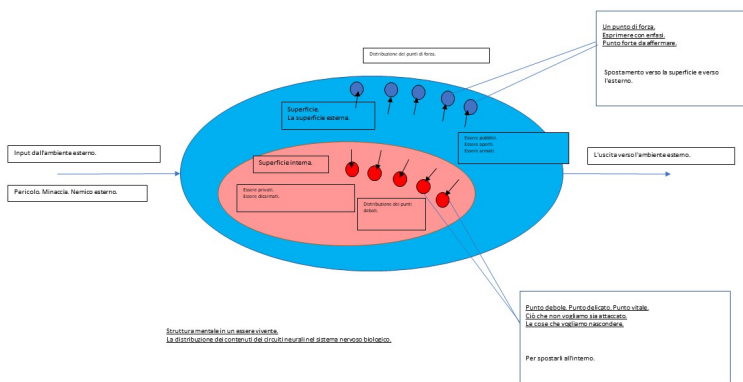 Un punto di forza.
Esprimere con enfasi.
Punto forte da affermare.
Spostamento verso la superficie e verso
l'esterno.
Distribuzione dei punti di forza.
Superficie.
La superficie esterna.
Essere pubblici.
Essere aperti.
Essere armati.
Input dall'ambiente esterno.
L'uscita verso l'ambiente esterno.
Superficie interna.
Pericolo. Minaccia. Nemico esterno.
Essere privati.
Essere disarmati.
Distribuzione dei punti
deboli.
Punto debole. Punto delicato. Punto vitale.
Ciò che non vogliamo sia attaccato.
Le cose che vogliamo nascondere.
Per spostarli all'interno.
Struttura mentale in un essere vivente.
La distribuzione dei contenuti dei circuiti neurali nel sistema nervoso biologico.